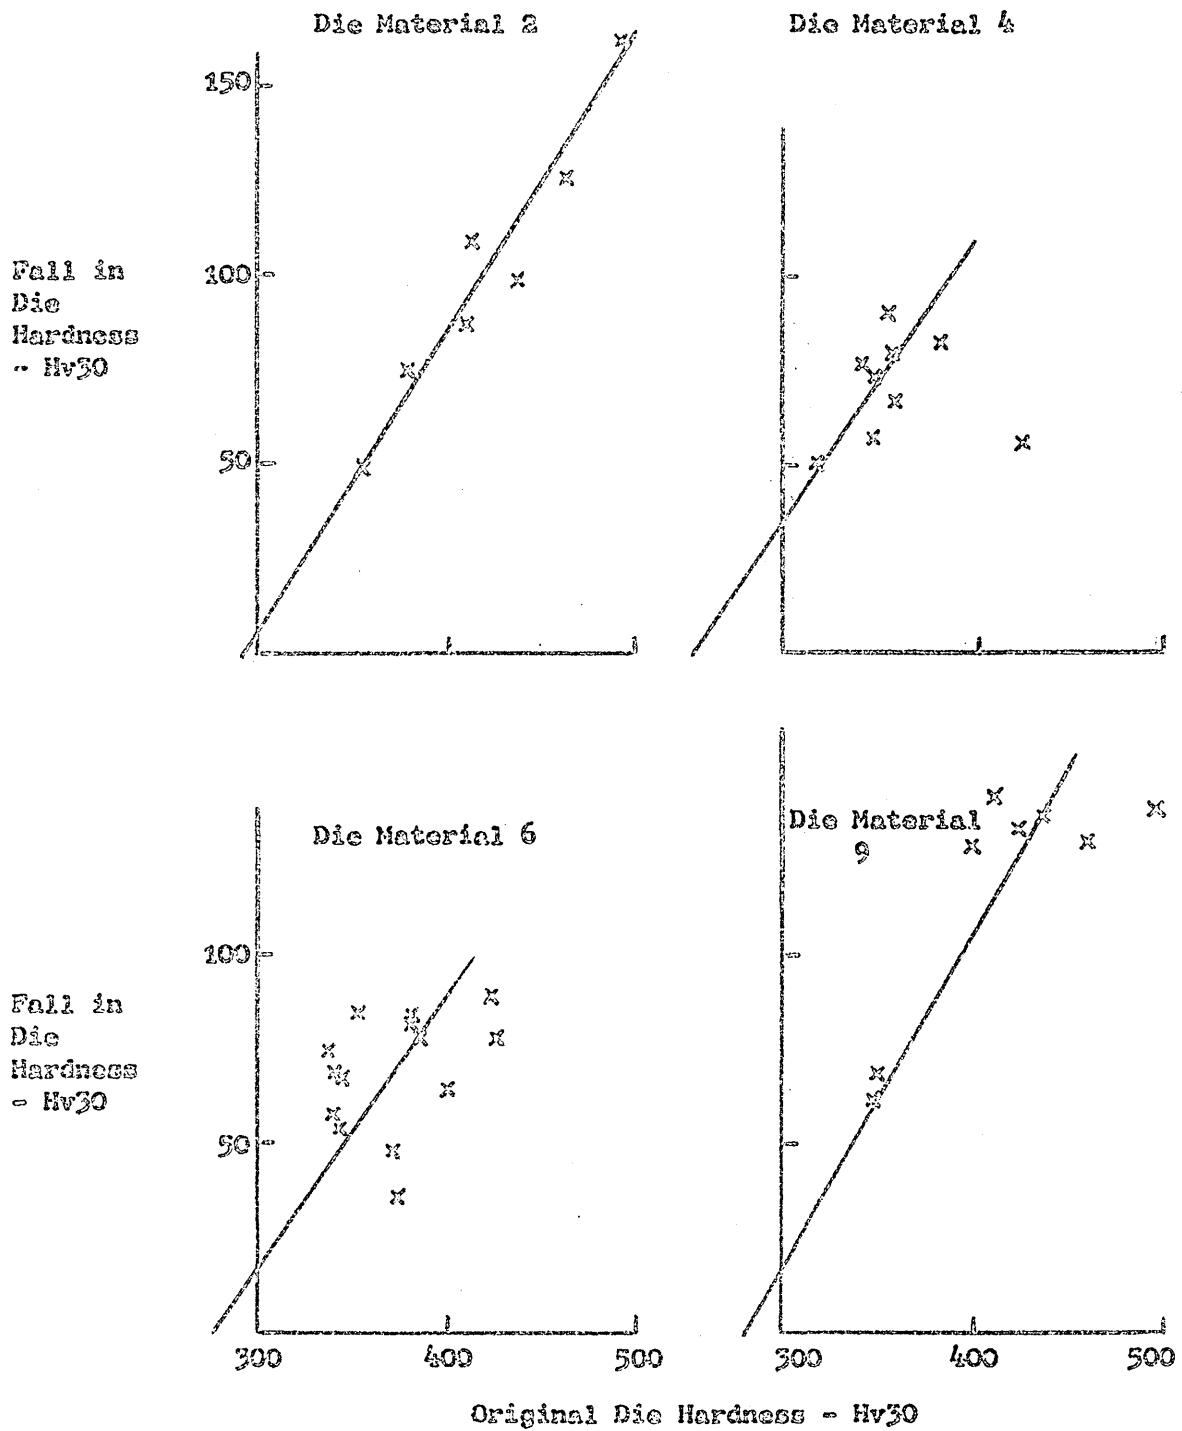 Die Material 2
Die Material 4
150
100
50
Fall in
Die
Hardness
- Hv30
Die Material 6
Die Material
9
100
50
Fall in
Die
Hardness
- Hv30
300 400 500 300 400 500
Original Die Hardness - Hv30